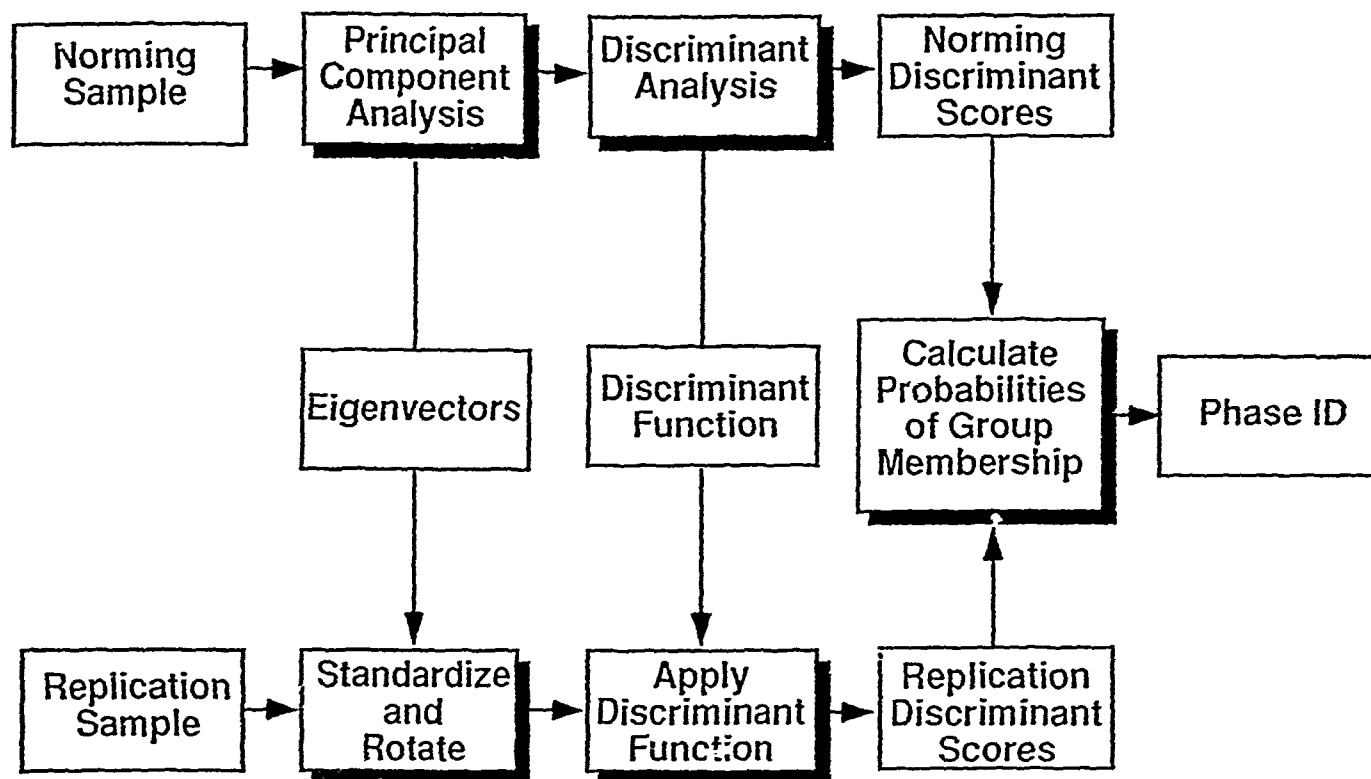 Norming
Sample
Principal
Component
Analysis
Discriminant
Analysis
Norming
Discriminant
Scores
Eigenvectors
Discriminant
Function
Calculate
Probabilities
of Group
Membership
Phase ID
Replication
Sample
Standardize
and
Rotate
Apply
Discriminant
Function
Replication
Discriminant
Scores